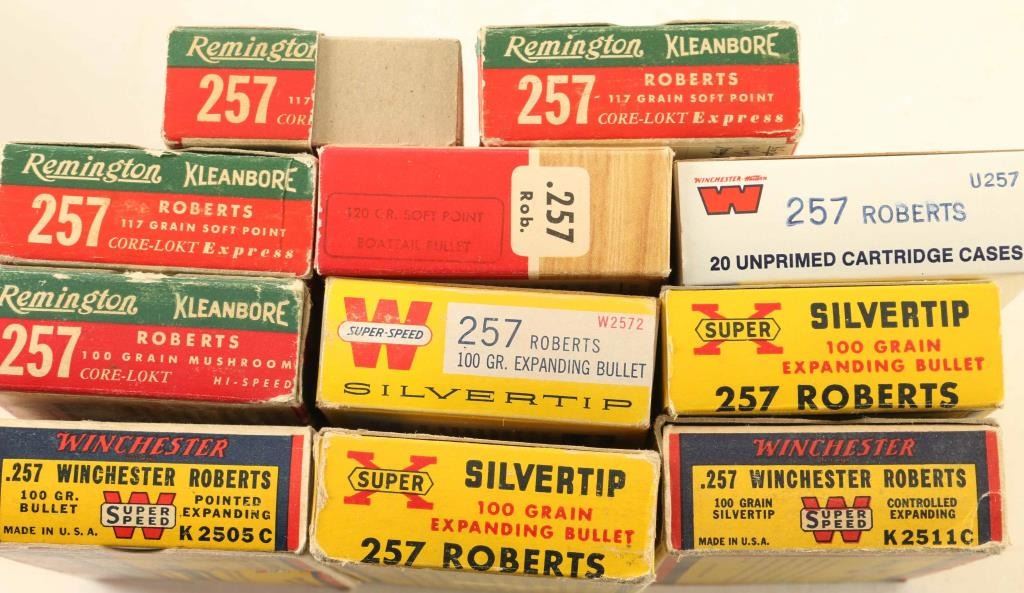 Remington
257
117
COR
Remington KLEANBORE
257 ROBERTS
117 GRAIN SOFT POINT
CORE-LOKT Express
Remington KLEANBORE
257 ROBERTS
117 GRAIN SOFT POINT
CORE-LOKT Express
120 GR. SOFT POINT
BOATTAIL BULLET
.257
Rob.
WINCHESTER-Western
W
U257
257 ROBERTS
20 UNPRIMED CARTRIDGE CASES
Remington KLEANBORE
257 ROBERTS
100 GRAIN MUSHROOM
CORE-LOKT HI-SPEED
W
SUPER-SPEED
W2572
257 ROBERTS
100 GR. EXPANDING BULLET
SILVERTIP
X
SUPER
SILVERTIP
100 GRAIN
EXPANDING BULLET
257 ROBERTS
WINCHESTER
.257 WINCHESTER ROBERTS
100 GR.
BULLET
W
SUPER
SPEED
POINTED
EXPANDING
MADE IN U.S.A.
K2505C
X
SUPER
SILVERTIP
100 GRAIN
EXPANDING BULLET
257 ROBERTS
WINCHESTER
.257 WINCHESTER ROBERTS
100 GRAIN
SILVERTIP
W
SUPER
SPEED
CONTROLLED
EXPANDING
MADE IN U.S.A.
K2511C